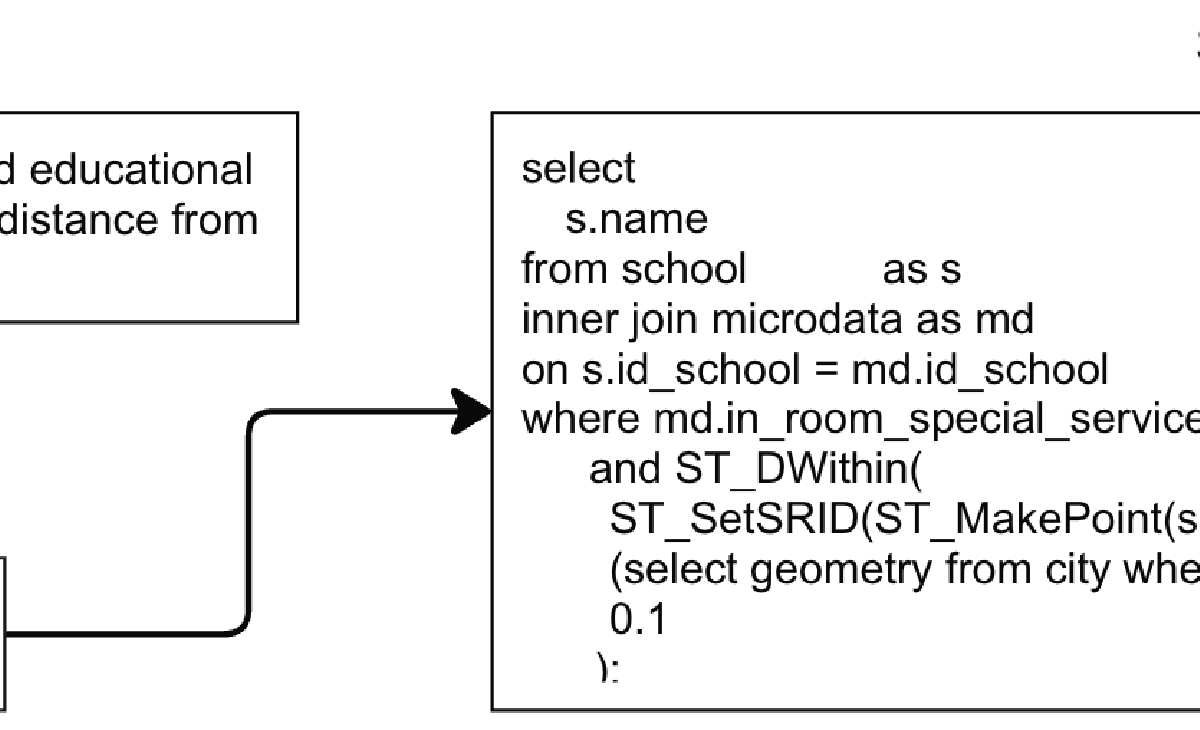 d educational
distance from
select
s.name
from school as s
inner join microdata as md
on s.id_school = md.id_school
where md.in_room_special_service
and ST_DWithin(
ST_SetSRID(ST_MakePoint(s
(select geometry from city whe
0.1
):